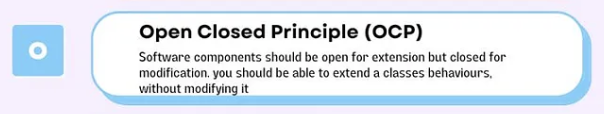 O
Open Closed Principle (OCP)
Software components should be open for extension but closed for
modification. you should be able to extend a classes behaviours,
without modifying it